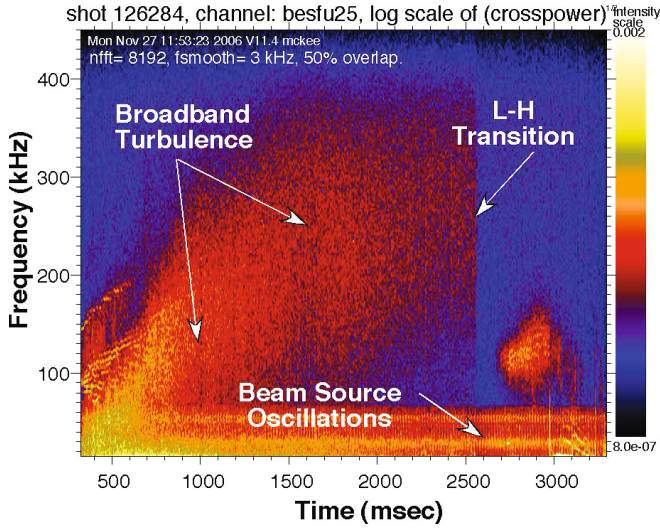 shot 126284, channel: besfu25, log scale of (crosspower)
intensity
scale
0.002
Mon Nov 27 11:53:23 2006 V11.4 mckee
nfft= 8192, fsmooth= 3 kHz, 50% overlap.
400
Broadband
Turbulence
L-H
Transition
300
Frequency (kHz)
200
100
Beam Source
Oscillations
8.0e-07
500
1000
1500
2000
2500
3000
Time (msec)